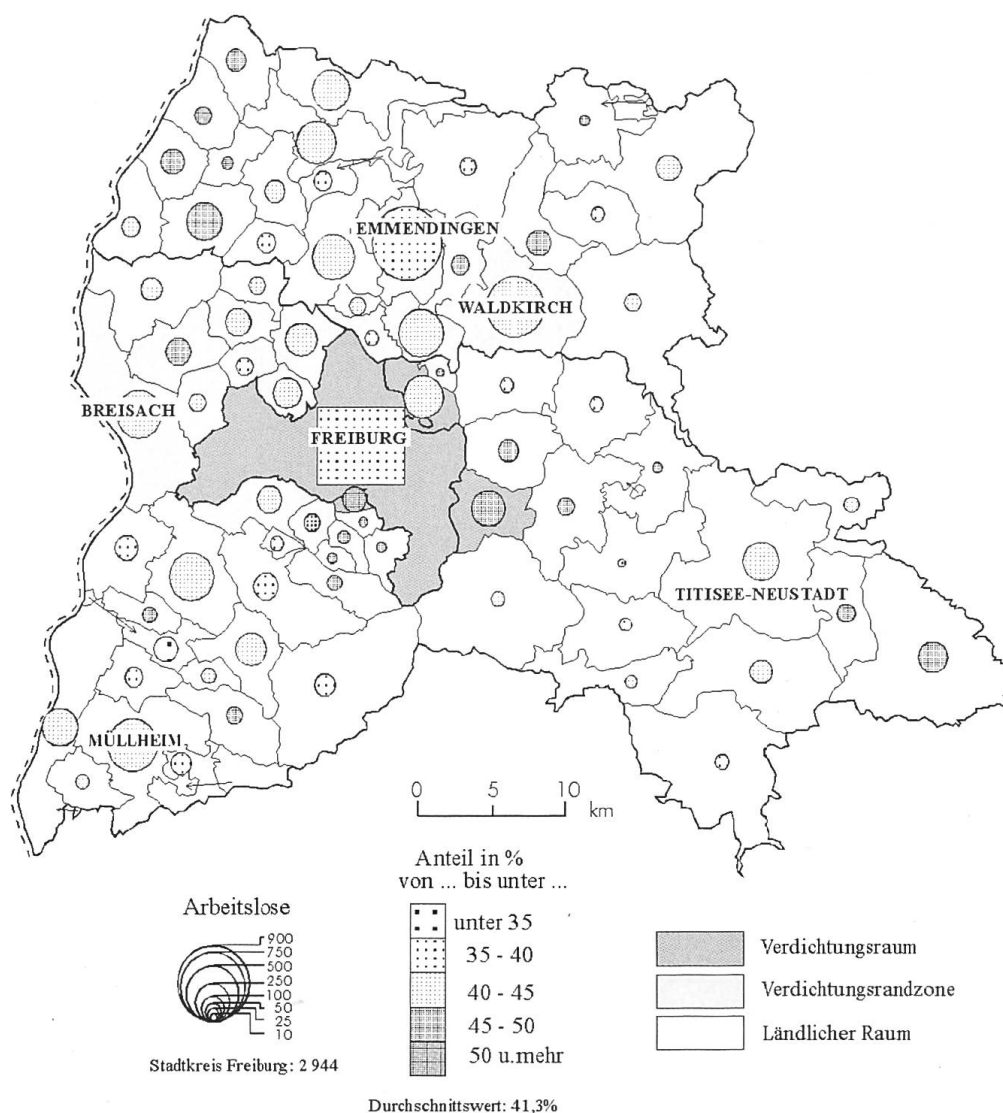 EMMENDINGEN
WALDKIRCH
BREISACH
FREIBURG
TITISEE-NEUSTADT
MÜLLHEIM
0 5 10
km
Anteil in %
von ... bis unter ...
unter 35
35 - 40
40 - 45
45 - 50
50 u.mehr
Durchschnittswert: 41,3%
Arbeitslose
900
750
500
250
100
50
25
10
Stadtkreis Freiburg: 2 944
Verdichtungsraum
Verdichtungsrandzone
Ländlicher Raum